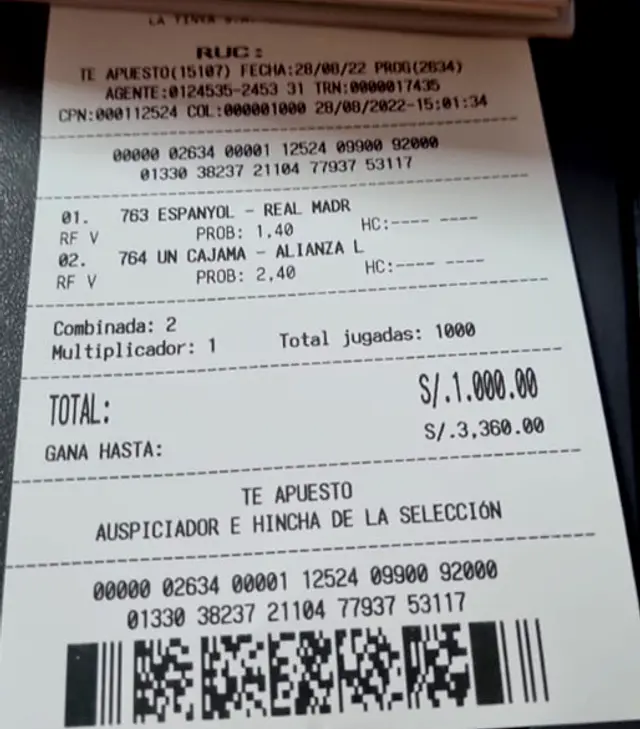 LA TINKA S.A.
RUC:
TE APUESTO(15107) FECHA:28/08/22 PROG(2634)
AGENTE:0124535-2453 31 TRN:0000017435
CPN:000112524 COL:000001000 28/08/2022-15:01:34
00000 02634 00001 12524 09900 92000
01330 38237 21104 77937 53117
01. 763 ESPANYOL - REAL MADR
RF V PROB: 1,40 HC:---- ----
02. 764 UN CAJAMA - ALIANZA L
RF V PROB: 2,40 HC:---- ----
Combinada: 2
Multiplicador: 1 Total jugadas: 1000
TOTAL: S/.1.000.00
GANA HASTA: S/.3,360.00
TE APUESTO
AUSPICIADOR E HINCHA DE LA SELECCIÓN
00000 02634 00001 12524 09900 92000
01330 38237 21104 77937 53117